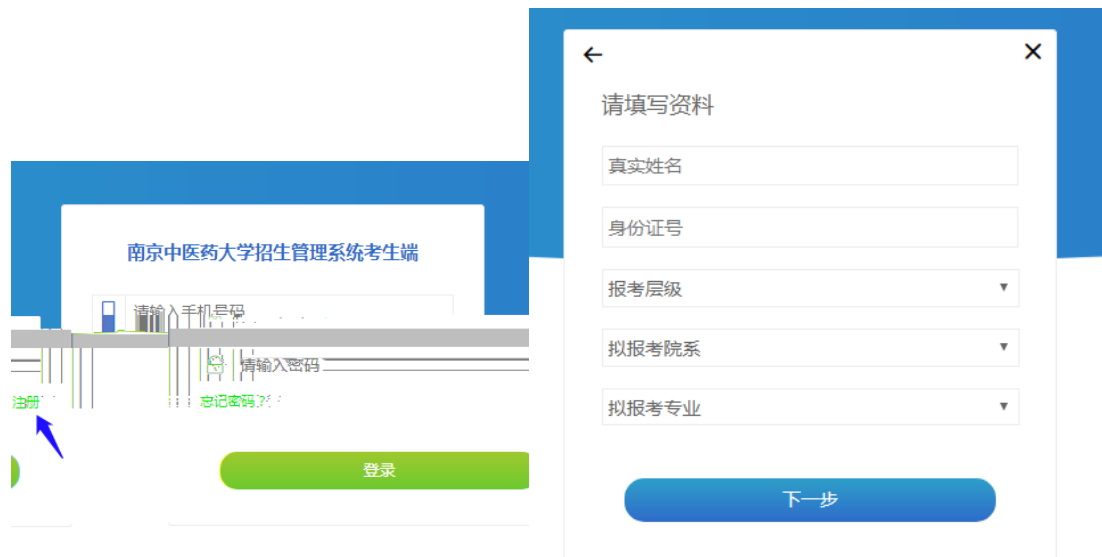 南京中医药大学招生管理系统考生端
请输入手机号码
请输入密码
注册
忘记密码?
登录
请填写资料
真实姓名
身份证号
报考层级
拟报考院系
拟报考专业
下一步